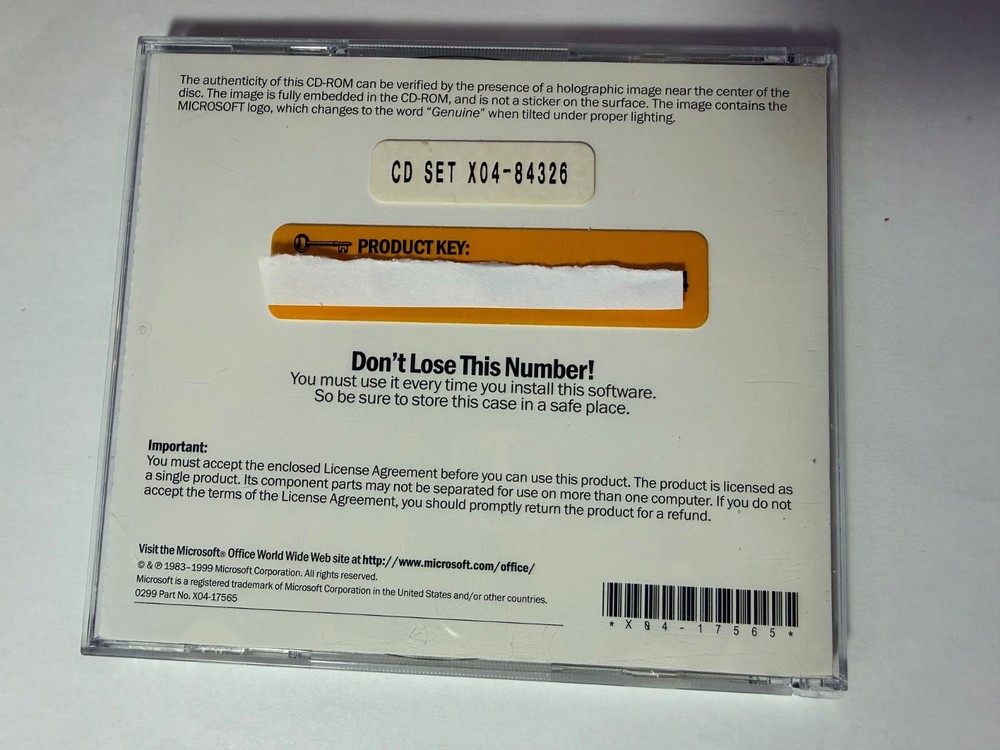 The authenticity of this CD-ROM can be verified by the presence of a holographic image near the center of the
disc. The image is fully embedded in the CD-ROM, and is not a sticker on the surface. The image contains the
MICROSOFT logo, which changes to the word “Genuine” when tilted under proper lighting.
CD SET X04-84326
PRODUCT KEY:
Don't Lose This Number!
You must use it every time you install this software.
So be sure to store this case in a safe place.
Important:
You must accept the enclosed License Agreement before you can use this product. The product is licensed as
a single product. Its component parts may not be separated for use on more than one computer. If you do not
accept the terms of the License Agreement, you should promptly return the product for a refund.
Visit the Microsoft® Office World Wide Web site at http://www.microsoft.com/office/
© & ℗ 1983–1999 Microsoft Corporation. All rights reserved.
Microsoft is a registered trademark of Microsoft Corporation in the United States and/or other countries.
0299 Part No. X04-17565
*X04-17565*